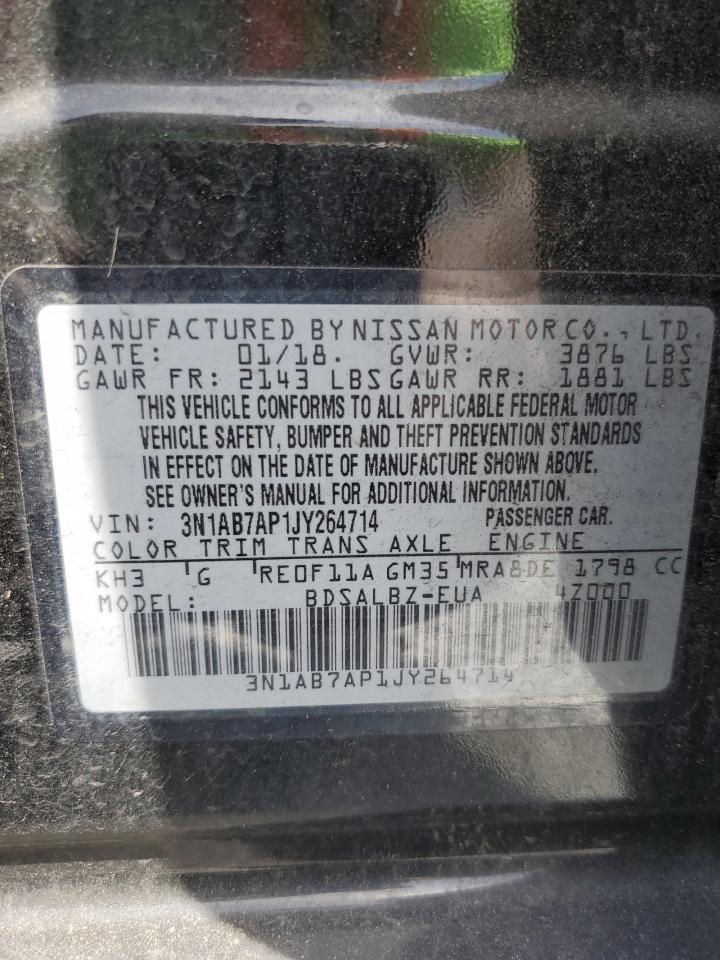 MANUFACTURED BY NISSAN MOTOR CO., LTD.
DATE: 01/18. GVWR: 3876 LBS
GAWR FR: 2143 LBS GAWR RR: 1881 LBS
THIS VEHICLE CONFORMS TO ALL APPLICABLE FEDERAL MOTOR
VEHICLE SAFETY, BUMPER AND THEFT PREVENTION STANDARDS
IN EFFECT ON THE DATE OF MANUFACTURE SHOWN ABOVE.
SEE OWNER'S MANUAL FOR ADDITIONAL INFORMATION.
VIN: 3N1AB7AP1JY264714 PASSENGER CAR.
COLOR TRIM TRANS AXLE ENGINE
KH3 G RE0F11A GM35 MRA8DE 1798 CC
MODEL: BDSALBZ-EUA 4Z000
3N1AB7AP1JY264714